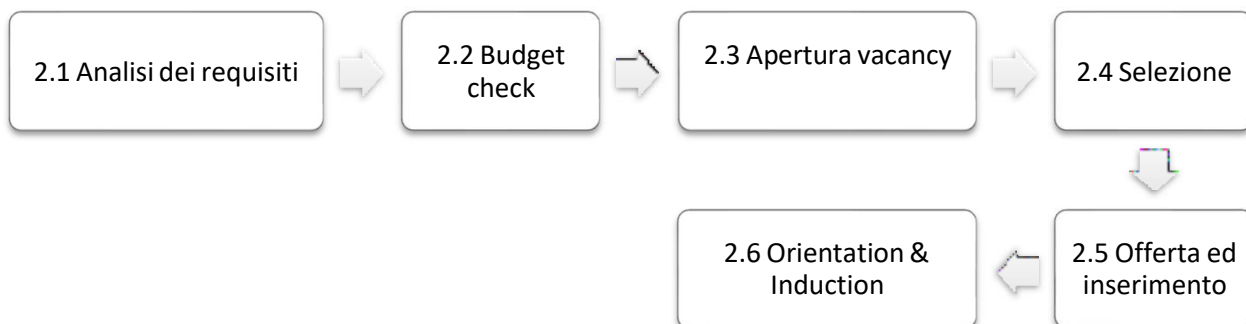 2.1 Analisi dei requisiti
2.2 Budget
check
2.3 Apertura vacancy
2.4 Selezione
2.5 Offerta ed
inserimento
2.6 Orientation &
Induction